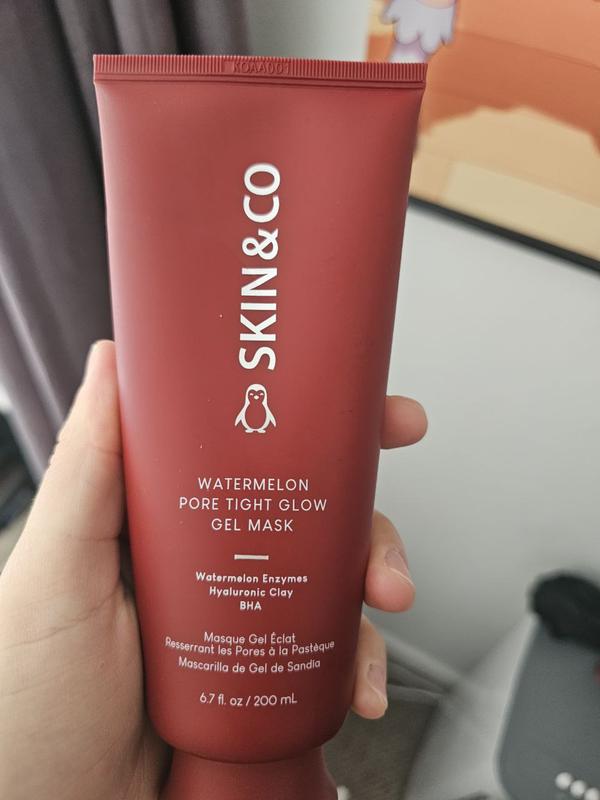 KOAA001
SKIN&CO
WATERMELON
PORE TIGHT GLOW
GEL MASK
Watermelon Enzymes
Hyaluronic Clay
BHA
Masque Gel Éclat
Resserrant les Pores à la Pastèque
Mascarilla de Gel de Sandía
6.7 fl. oz / 200 mL